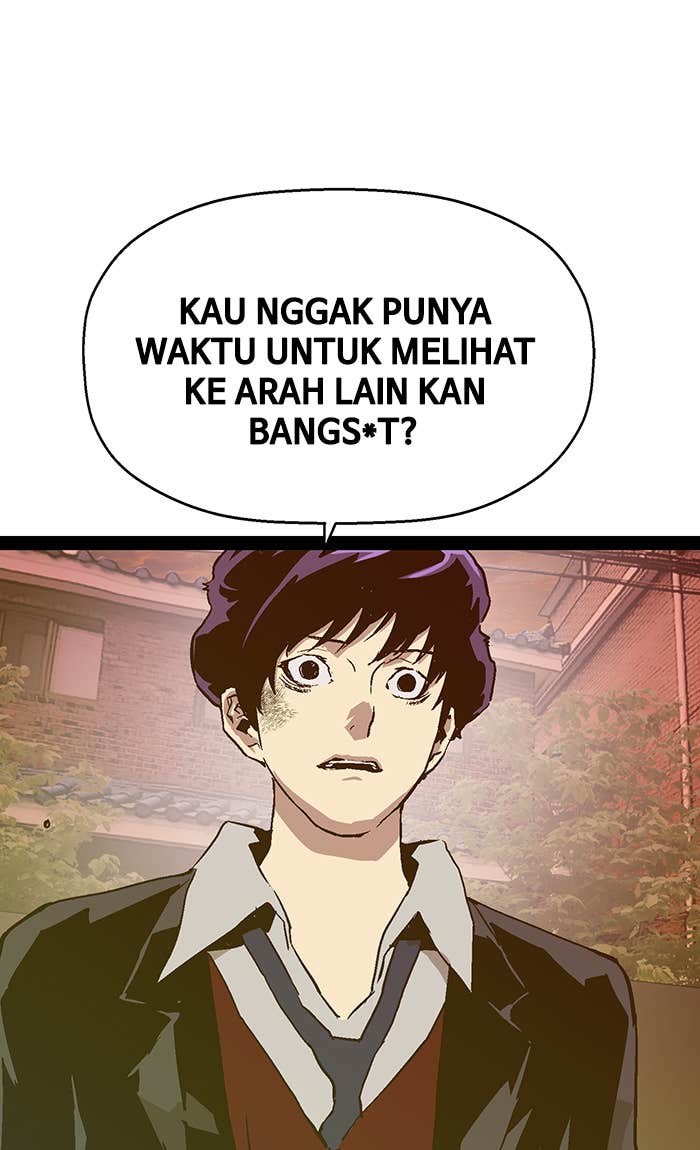 KAU NGGAK PUNYA
WAKTU UNTUK MELIHAT
KE ARAH LAIN KAN
BANGS*T?